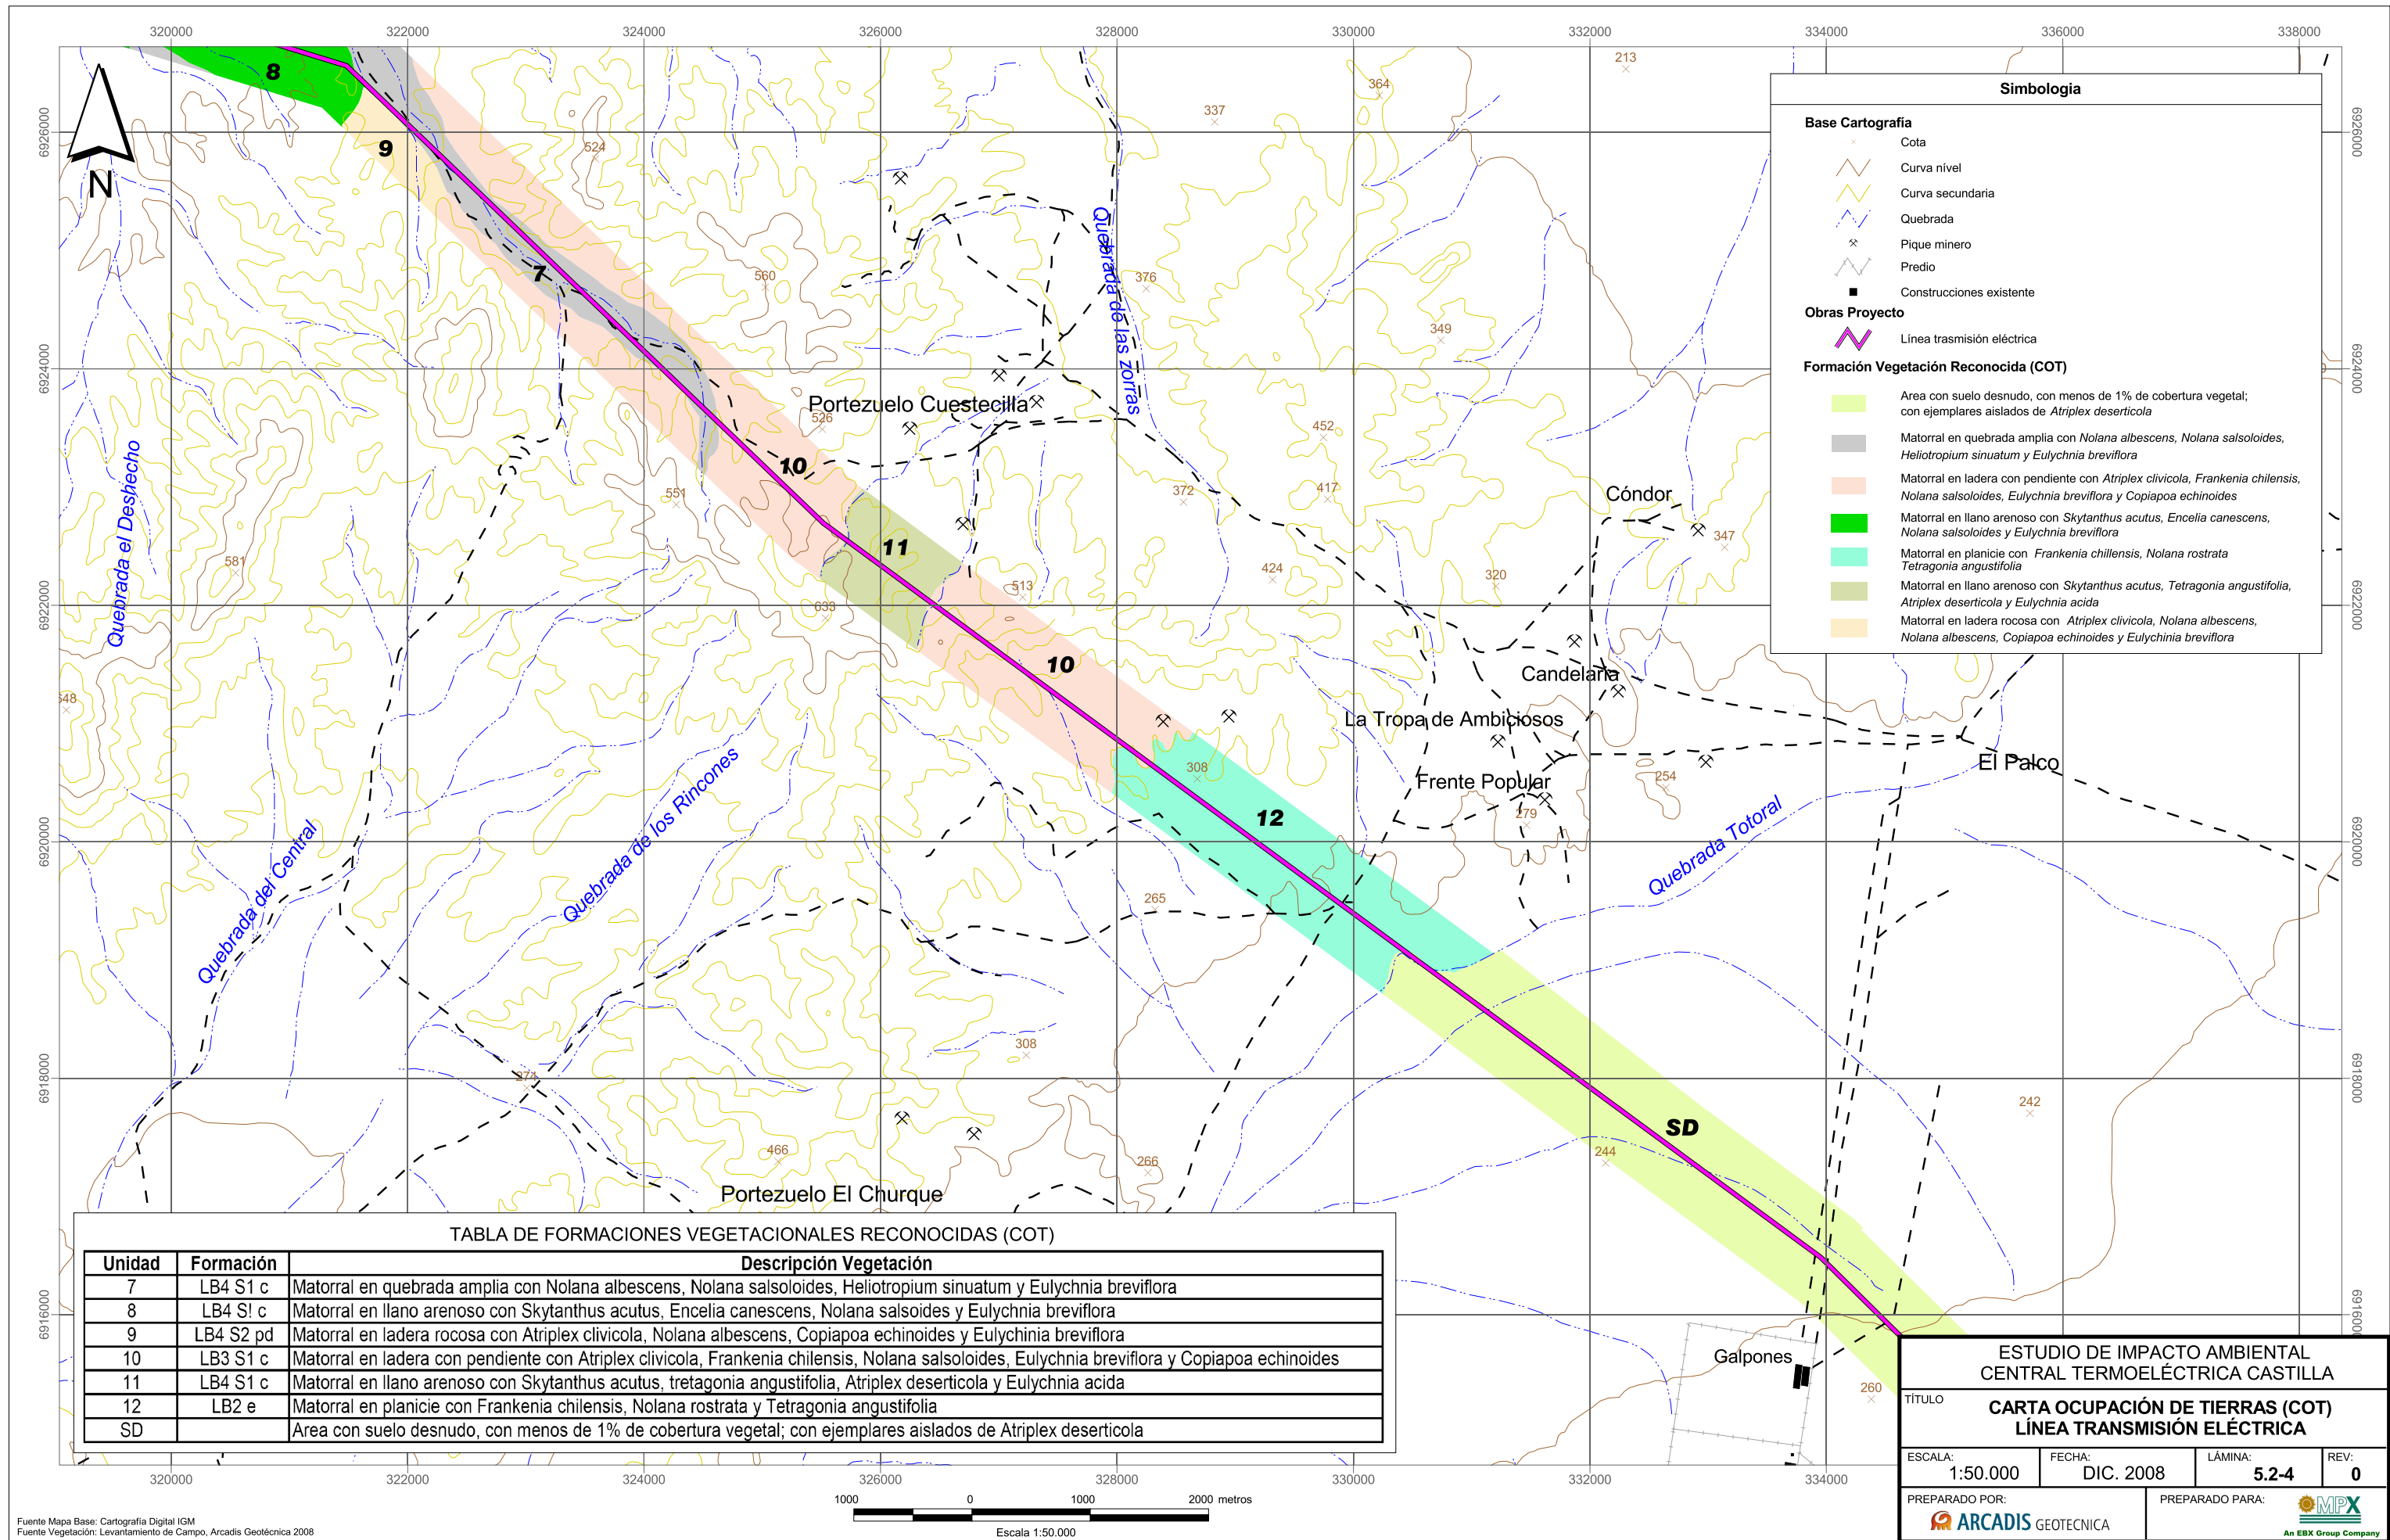 320000 322000 324000 326000 328000 330000 332000 334000 336000 338000
6926000
6924000
6922000
6920000
6918000
6916000
6926000
6924000
6922000
6920000
6918000
N
8
9
7
10
11
10
12
SD
213
364
337
524
560
376
349
526
452
551
372
417
347
581
424
320
513
633
308
254
279
265
308
274
466
266
244
242
260
Quebrada de las zorras
Portezuelo Cuestecilla
Quebrada el Deshecho
Cóndor
Candelaria
La Tropa de Ambiciosos
Frente Popular
El Palco
Quebrada Totoral
Quebrada de los Rincones
Quebrada del Central
Portezuelo El Churque
Galpones
Simbologia
Base Cartografía
Cota
Curva nível
Curva secundaria
Quebrada
Pique minero
Predio
Construcciones existente
Obras Proyecto
Línea trasmisión eléctrica
Formación Vegetación Reconocida (COT)
Area con suelo desnudo, con menos de 1% de cobertura vegetal;
con ejemplares aislados de Atriplex deserticola
Matorral en quebrada amplia con Nolana albescens, Nolana salsoloides,
Heliotropium sinuatum y Eulychnia breviflora
Matorral en ladera con pendiente con Atriplex clivicola, Frankenia chilensis,
Nolana salsoloides, Eulychnia breviflora y Copiapoa echinoides
Matorral en llano arenoso con Skytanthus acutus, Encelia canescens,
Nolana salsoloides y Eulychnia breviflora
Matorral en planicie con Frankenia chillensis, Nolana rostrata
Tetragonia angustifolia
Matorral en llano arenoso con Skytanthus acutus, Tetragonia angustifolia,
Atriplex deserticola y Eulychnia acida
Matorral en ladera rocosa con Atriplex clivicola, Nolana albescens,
Nolana albescens, Copiapoa echinoides y Eulychinia breviflora
TABLA DE FORMACIONES VEGETACIONALES RECONOCIDAS (COT)
Unidad Formación Descripción Vegetación
7 LB4 S1 c Matorral en quebrada amplia con Nolana albescens, Nolana salsoloides, Heliotropium sinuatum y Eulychnia breviflora
8 LB4 S! c Matorral en llano arenoso con Skytanthus acutus, Encelia canescens, Nolana salsoides y Eulychnia breviflora
9 LB4 S2 pd Matorral en ladera rocosa con Atriplex clivicola, Nolana albescens, Copiapoa echinoides y Eulychinia breviflora
10 LB3 S1 c Matorral en ladera con pendiente con Atriplex clivicola, Frankenia chilensis, Nolana salsoloides, Eulychnia breviflora y Copiapoa echinoides
11 LB4 S1 c Matorral en llano arenoso con Skytanthus acutus, tretagonia angustifolia, Atriplex deserticola y Eulychnia acida
12 LB2 e Matorral en planicie con Frankenia chilensis, Nolana rostrata y Tetragonia angustifolia
SD Area con suelo desnudo, con menos de 1% de cobertura vegetal; con ejemplares aislados de Atriplex deserticola
320000 322000 324000 326000 328000 330000 332000 334000
1000 0 1000 2000 metros
Escala 1:50.000
Fuente Mapa Base: Cartografía Digital IGM
Fuente Vegetación: Levantamiento de Campo, Arcadis Geotécnica 2008
ESTUDIO DE IMPACTO AMBIENTAL
CENTRAL TERMOELÉCTRICA CASTILLA
TÍTULO
CARTA OCUPACIÓN DE TIERRAS (COT)
LÍNEA TRANSMISIÓN ELÉCTRICA
ESCALA: FECHA: LÁMINA: REV:
1:50.000 DIC. 2008 5.2-4 0
PREPARADO POR: PREPARADO PARA:
ARCADIS GEOTECNICA MPX
An EBX Group Company